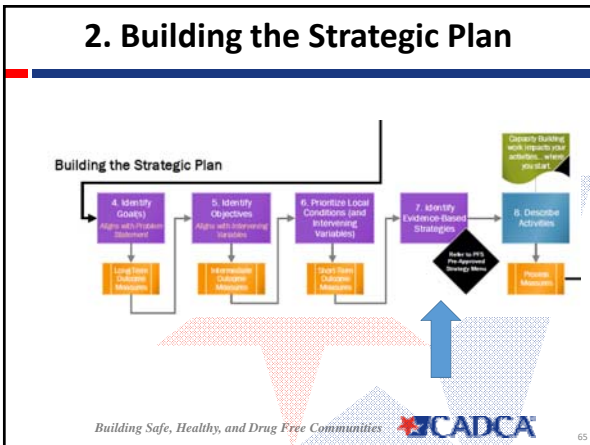 2. Building the Strategic Plan
Capacity Building
work impacts your
activities... where
you start.
Building the Strategic Plan
4. Identify
Goal(s)
Aligns with Problem
Statement
5. Identify
Objectives
Aligns with Intervening
Variables
6. Prioritize Local
Conditions (and
Intervening
Variables)
7. Identify
Evidence-Based
Strategies
8. Describe
Activities
Refer to PFS
Pre-Approved
Strategy Menu
Long-Term
Outcome
Measures
Intermediate
Outcome
Measures
Short-Term
Outcome
Measures
Process
Measures
Building Safe, Healthy, and Drug Free Communities
CADCA
65